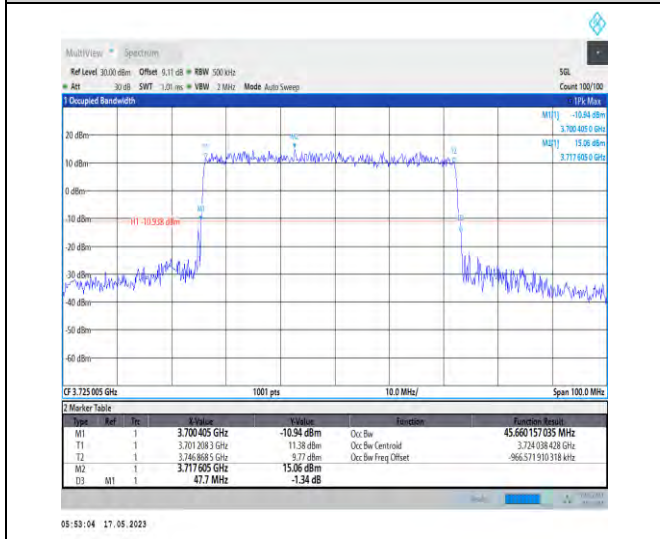 MultiView Spectrum
Ref Level 30.00 dBm Offset 9.11 dB RBW 500 kHz SGL
Att 30 dB SWT 1.01 ms VBW 2 MHz Mode Auto Sweep Count 100/100
1 Occupied Bandwidth 1Pk Max
M1[1] -10.94 dBm
3.700 405 0 GHz
M2[1] 15.06 dBm
3.717 605 0 GHz
20 dBm
M2
T1
T2
10 dBm
0 dBm
M1
-10 dBm
H1 -10.938 dBm
D3
-20 dBm
-30 dBm
-40 dBm
-50 dBm
-60 dBm
CF 3.725 005 GHz 1001 pts 10.0 MHz/ Span 100.0 MHz
2 Marker Table
Type Ref Trc X-Value Y-Value Function Function Result
M1 1 3.700 405 GHz -10.94 dBm Occ Bw 45.660 157 035 MHz
T1 1 3.701 208 3 GHz 11.38 dBm Occ Bw Centroid 3.724 038 428 GHz
T2 1 3.746 868 5 GHz 9.77 dBm Occ Bw Freq Offset -966.571 910 318 kHz
M2 1 3.717 605 GHz 15.06 dBm
D3 M1 1 47.7 MHz -1.34 dB
05:53:04 17.05.2023